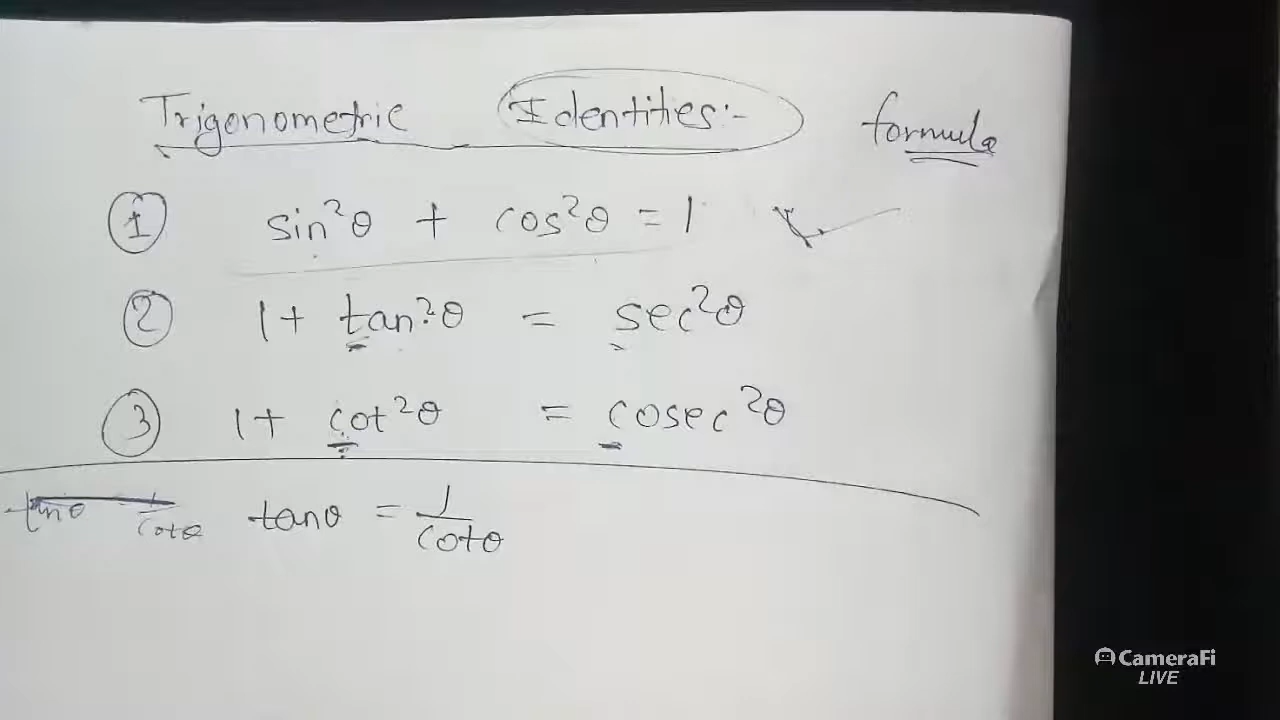 Trigonometric Identities:- formula
① sin²θ + cos²θ = 1
② 1 + tan²θ = sec²θ
③ 1 + cot²θ = cosec²θ
tanθ = 1/cotθ tanθ = 1/cotθ
CameraFi
LIVE